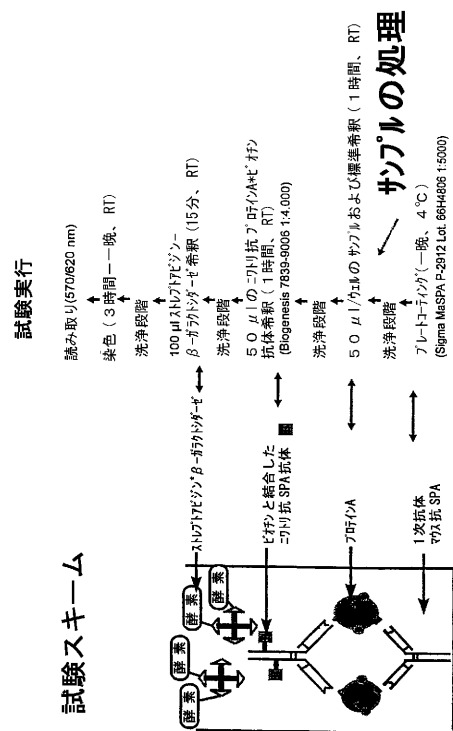 試験スキーム
酵素
酵素
酵素
酵素
ストレプトアビジン*β-ガラクトシダーゼ
ビオチンと結合した
ニワトリ抗SPA抗体
プロテインA
1次抗体
マウス抗SPA
試験実行
読み取り(570/620 nm)
染色(3時間ー一晩、RT)
洗浄段階
100 μlストレプトアビジン-
β-ガラクトシダーゼ希釈(15分、RT)
洗浄段階
50 μlのニワトリ抗プロテインA*ビオチン
抗体希釈(1時間、RT)
(Biogenesis 7839-9006 1:4.000)
洗浄段階
50 μl/ウェルのサンプルおよび標準希釈(1時間、RT)
洗浄段階
サンプルの処理
プレートコーティング(一晩、4℃)
(Sigma MaSPA P-2912 Lot. 66H4806 1:5000)